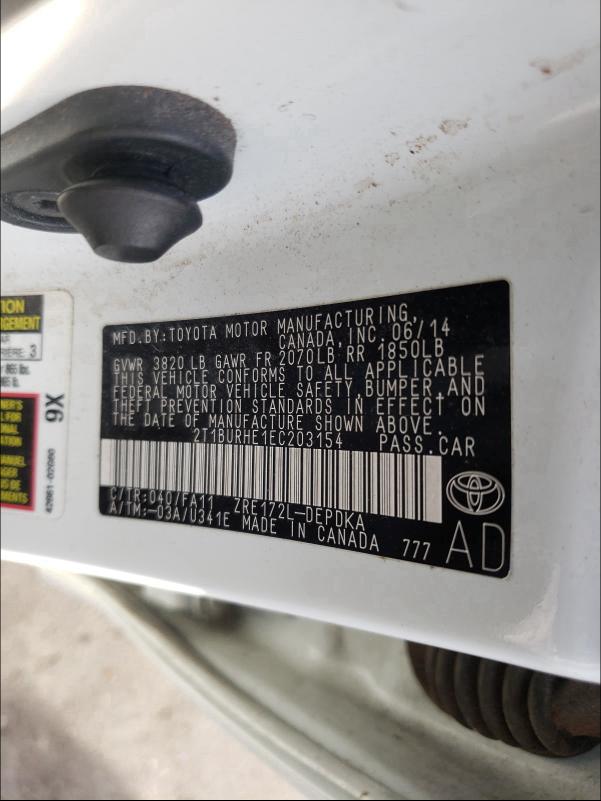 MFD.BY:TOYOTA MOTOR MANUFACTURING,
CANADA,INC. 06/14
GVWR 3820 LB GAWR FR 2070LB RR 1850LB
THIS VEHICLE CONFORMS TO ALL APPLICABLE
FEDERAL MOTOR VEHICLE SAFETY,BUMPER,AND
THEFT PREVENTION STANDARDS IN EFFECT ON
THE DATE OF MANUFACTURE SHOWN ABOVE.
2T1BURHE1EC203154 PASS.CAR
C/TR:040/FA11 ZRE172L-DEPDKA
A/TM:-03A/U341E MADE IN CANADA 777
AD
3
9X